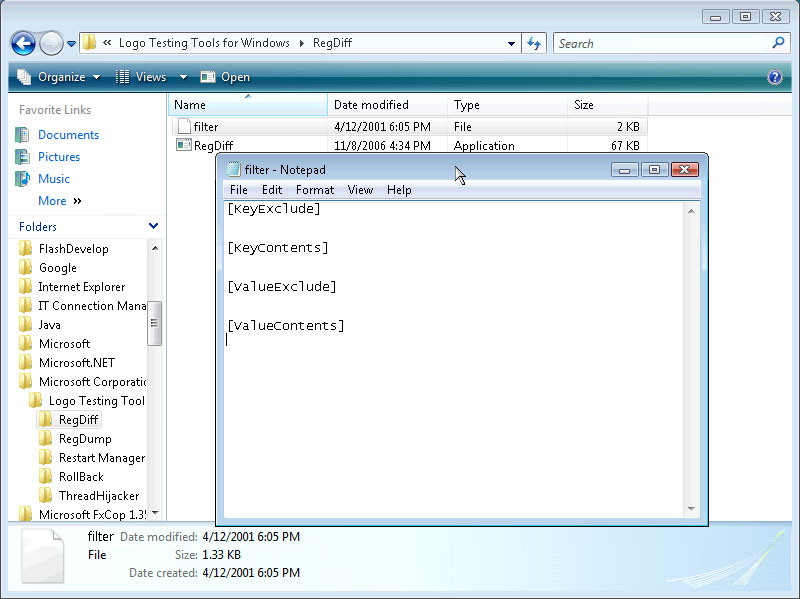 « Logo Testing Tools for Windows RegDiff
Search
Organize Views Open
Favorite Links
Documents
Pictures
Music
More »
Folders
FlashDevelop
Google
Internet Explorer
IT Connection Mana
Java
Microsoft
Microsoft.NET
Microsoft Corporatio
Logo Testing Tool
RegDiff
RegDump
Restart Manager
RollBack
ThreadHijacker
Microsoft FxCop 1.35
Name Date modified Type Size
filter 4/12/2001 6:05 PM File 2 KB
RegDiff 11/8/2006 4:34 PM Application 67 KB
filter - Notepad
File Edit Format View Help
[KeyExclude]
[KeyContents]
[ValueExclude]
[ValueContents]
filter Date modified: 4/12/2001 6:05 PM
File Size: 1.33 KB
Date created: 4/12/2001 6:05 PM